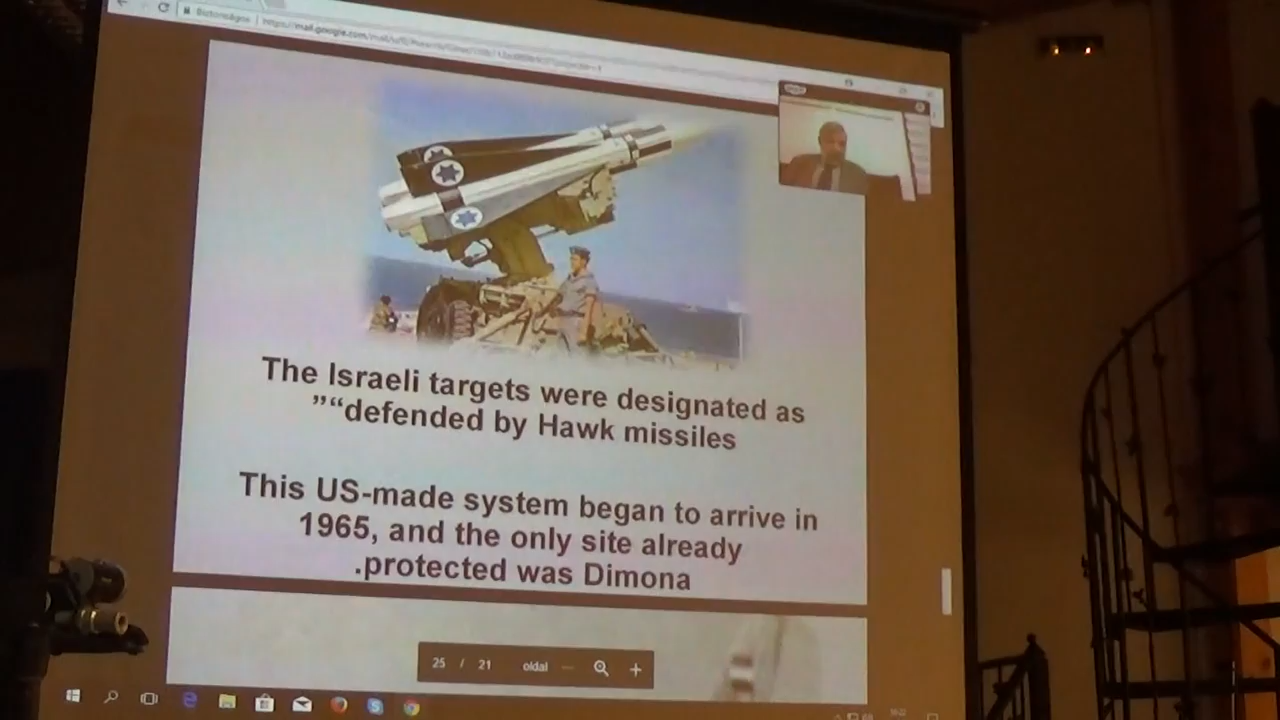 Biztonságos
The Israeli targets were designated as
”“defended by Hawk missiles
This US-made system began to arrive in
1965, and the only site already
.protected was Dimona
25 / 21 oldal